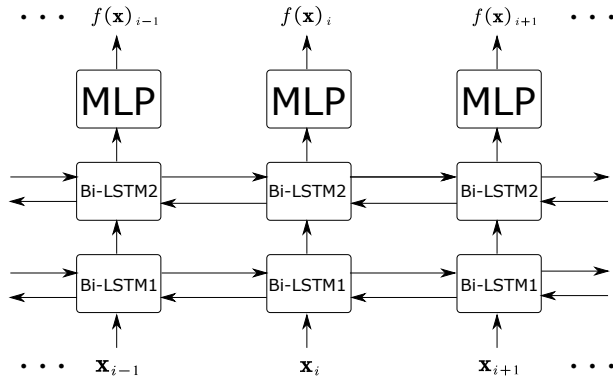 • • • f(𝐱)ᵢ₋₁ f(𝐱)ᵢ f(𝐱)ᵢ₊₁ • • •
MLP MLP MLP
Bi-LSTM2 Bi-LSTM2 Bi-LSTM2
Bi-LSTM1 Bi-LSTM1 Bi-LSTM1
• • • 𝐱ᵢ₋₁ 𝐱ᵢ 𝐱ᵢ₊₁ • • •